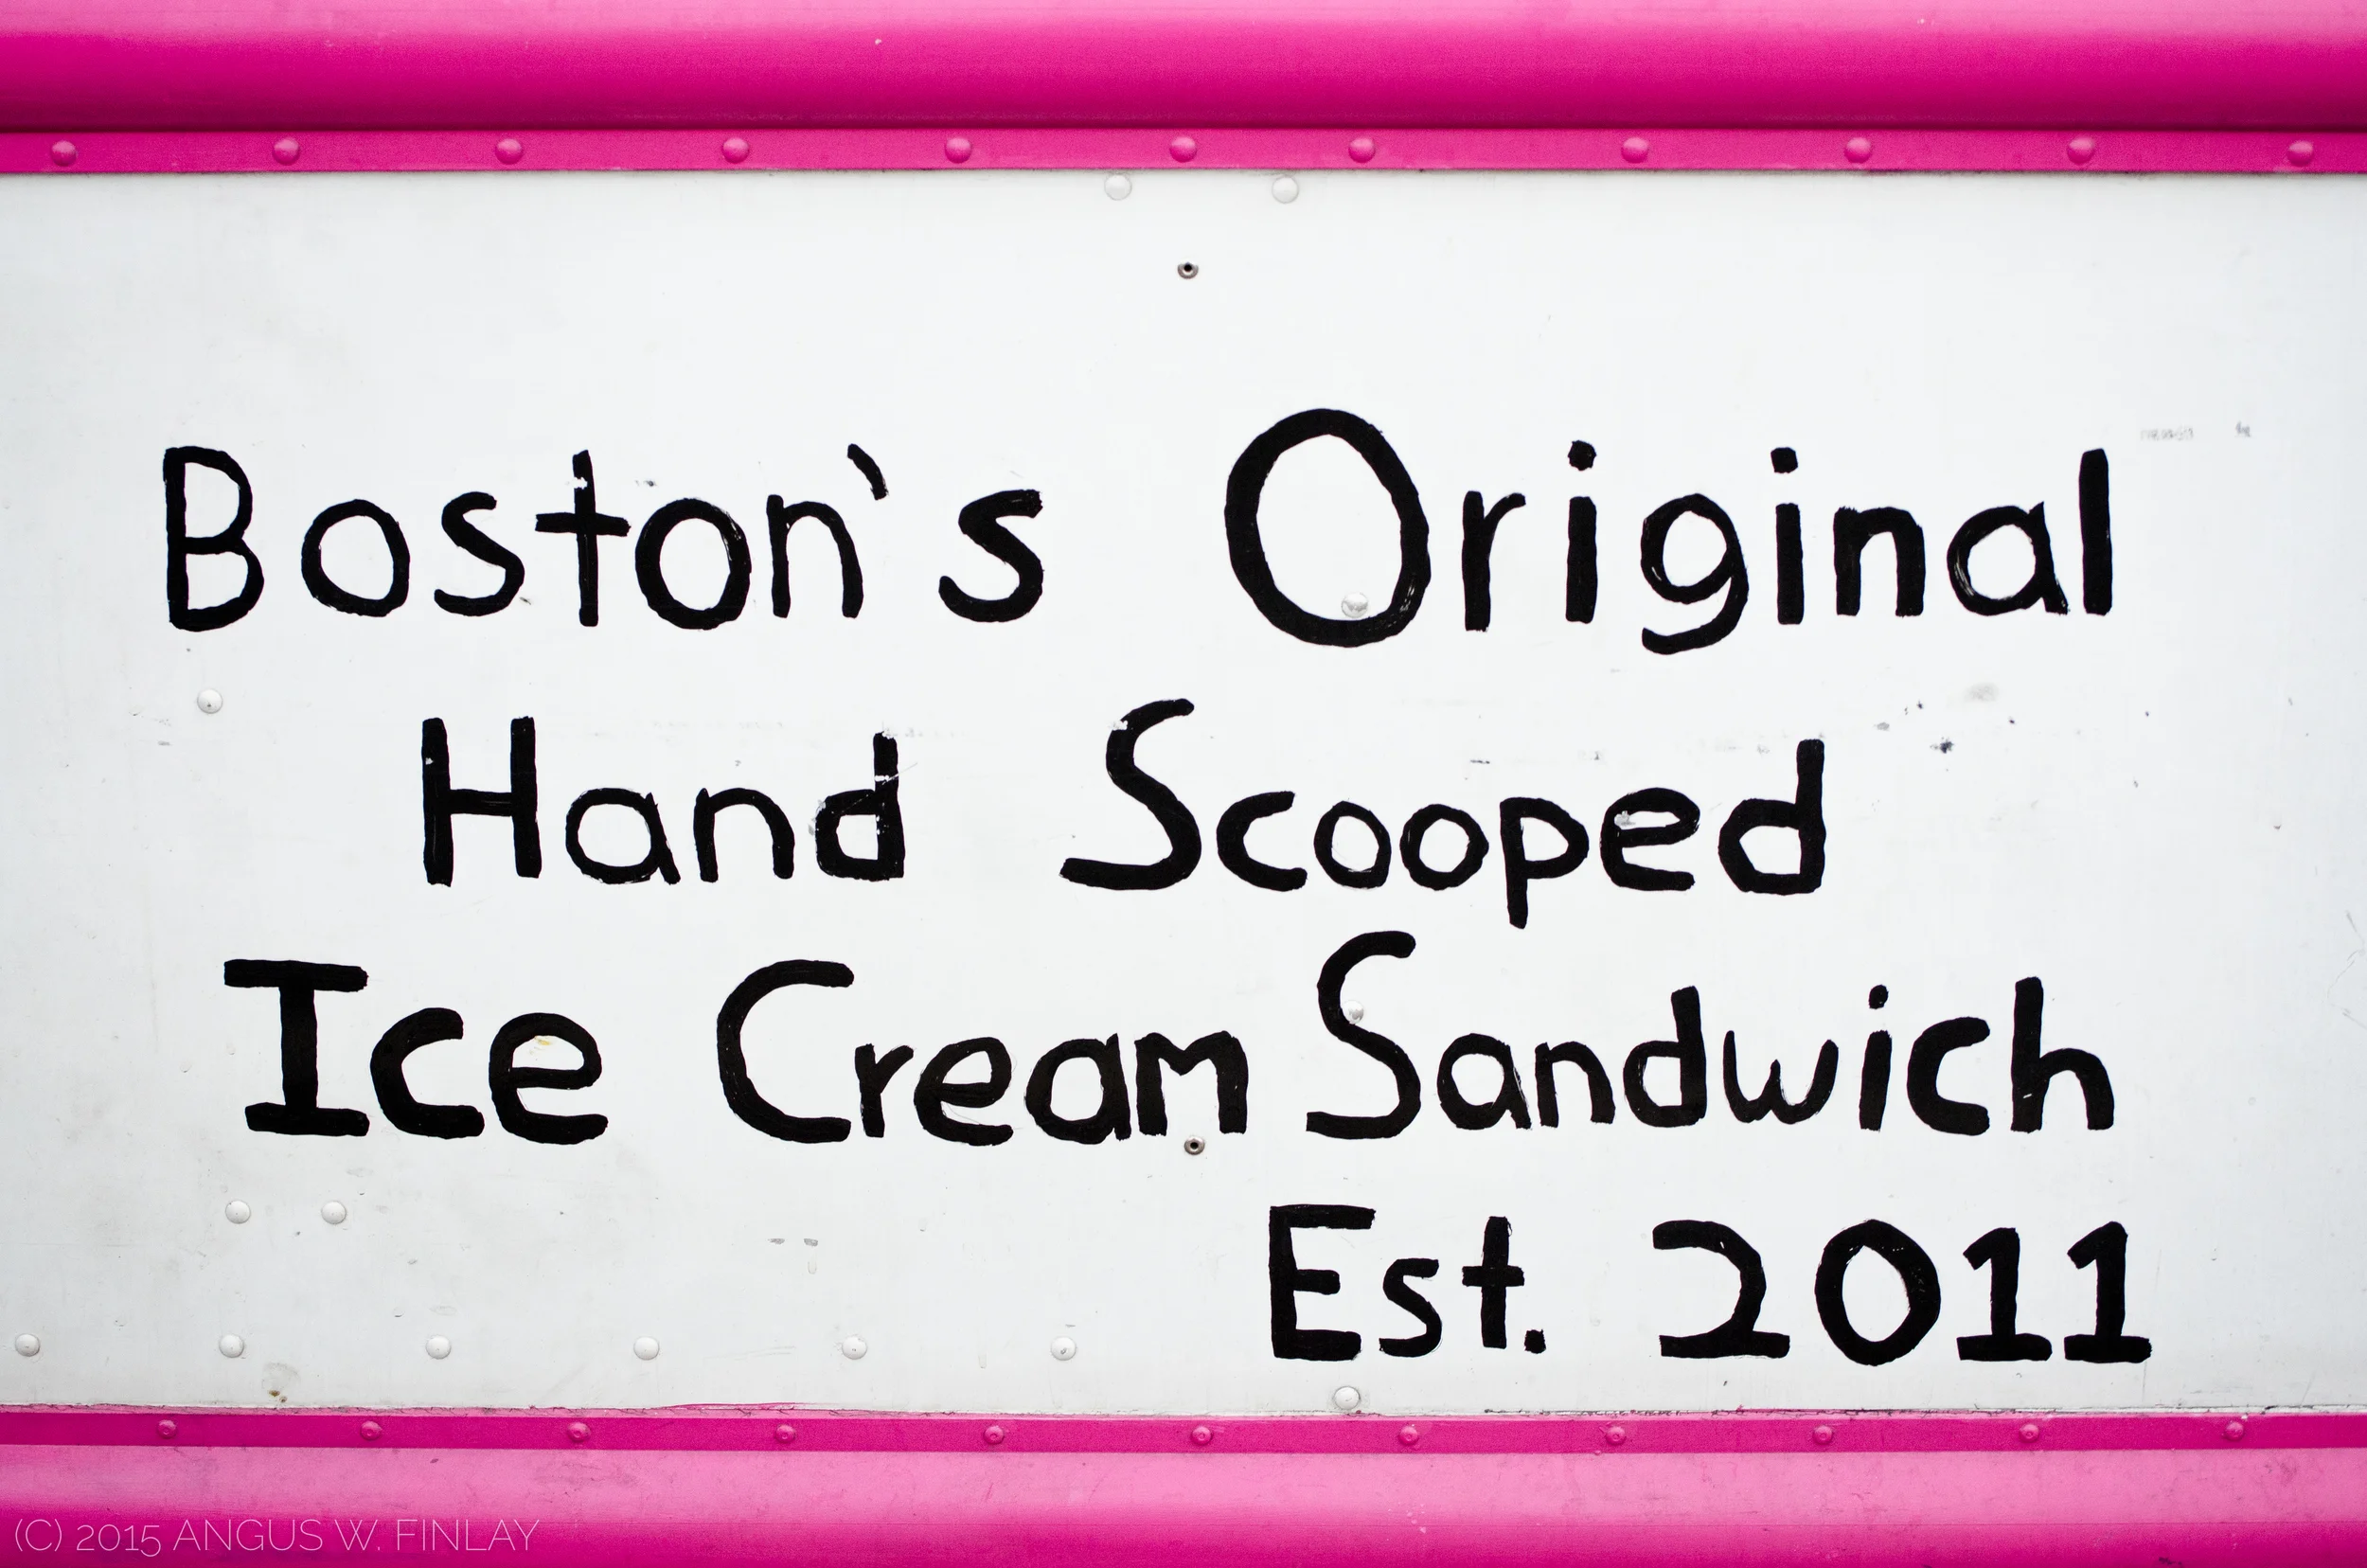 Boston's Original
Hand Scooped
Ice Cream Sandwich
Est. 2011
(C) 2015 ANGUS W. FINLAY